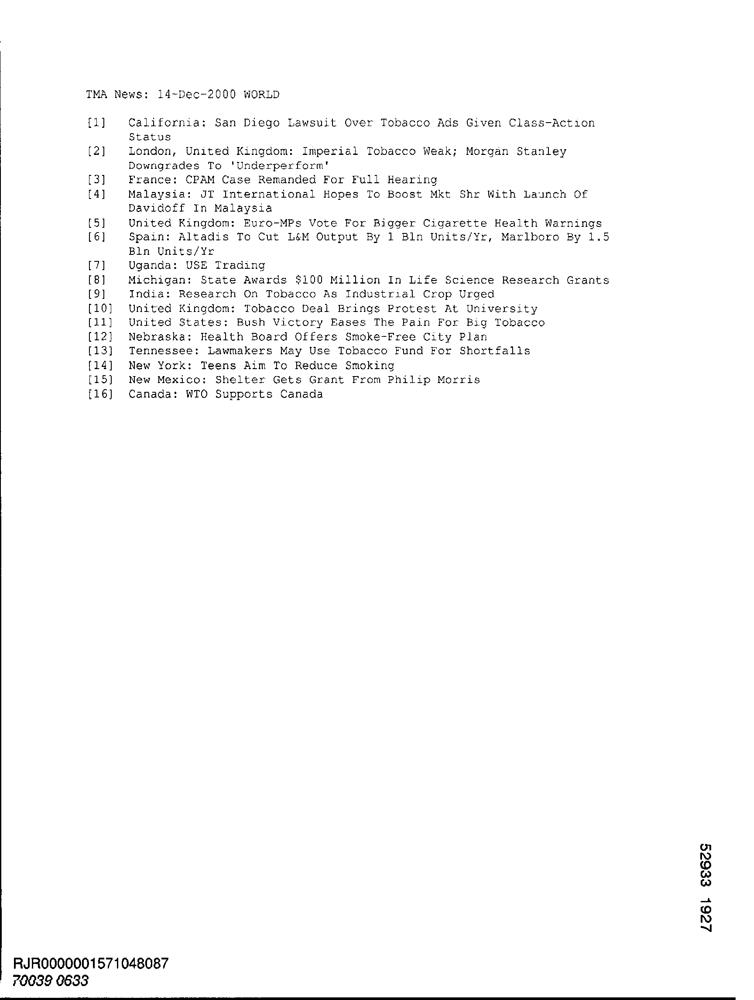 TMA News: 14-Dec-2000 WORLD
[1] California: San Diego Lawsuit Over Tobacco Ads Given Class-Action
Status
[2] London, United Kingdom: Imperial Tobacco Weak; Morgan Stanley
Downgrades To 'Underperform'
[3] France: CPAM Case Remanded For Full Hearing
[4] Malaysia: JT International Hopes To Boost Mkt Shr With Launch Of
Davidoff In Malaysia
[5] United Kingdom: Euro-MPs Vote For Bigger Cigarette Health Warnings
[6] Spain: Altadis To Cut L&M Output By 1 Bln Units/Yr, Marlboro By 1.5
Bln Units/Yr
[7] Uganda: USE Trading
[8] Michigan: State Awards $100 Million In Life Science Research Grants
[9] India: Research On Tobacco As Industrial Crop Urged
[10] United Kingdom: Tobacco Deal Brings Protest At University
[11] United States: Bush Victory Eases The Pain For Big Tobacco
[12] Nebraska: Health Board Offers Smoke-Free City Plan
[13] Tennessee: Lawmakers May Use Tobacco Fund For Shortfalls
[14] New York: Teens Aim To Reduce Smoking
[15] New Mexico: Shelter Gets Grant From Philip Morris
[16] Canada: WTO Supports Canada
52933 1927
RJR0000001571048087
70039 0633